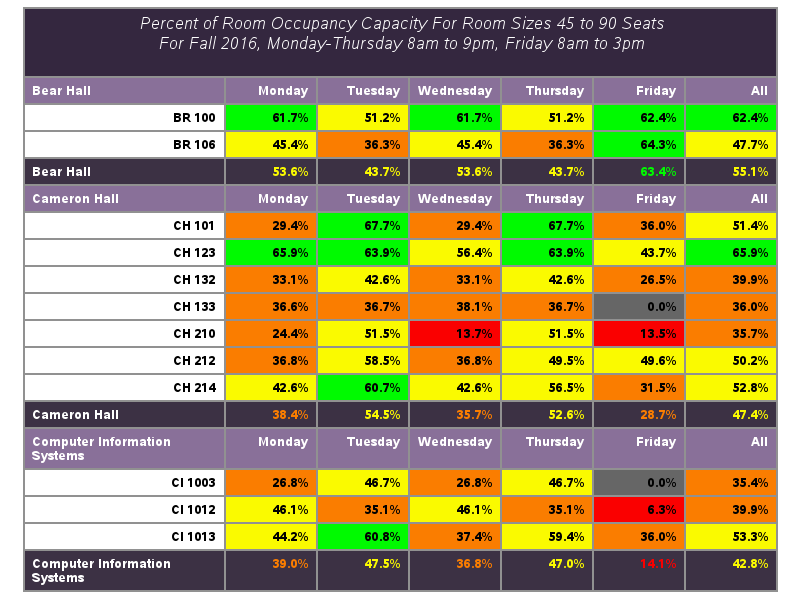 Percent of Room Occupancy Capacity For Room Sizes 45 to 90 Seats
For Fall 2016, Monday-Thursday 8am to 9pm, Friday 8am to 3pm
Bear Hall Monday Tuesday Wednesday Thursday Friday All
BR 100 61.7% 51.2% 61.7% 51.2% 62.4% 62.4%
BR 106 45.4% 36.3% 45.4% 36.3% 64.3% 47.7%
Bear Hall 53.6% 43.7% 53.6% 43.7% 63.4% 55.1%
Cameron Hall Monday Tuesday Wednesday Thursday Friday All
CH 101 29.4% 67.7% 29.4% 67.7% 36.0% 51.4%
CH 123 65.9% 63.9% 56.4% 63.9% 43.7% 65.9%
CH 132 33.1% 42.6% 33.1% 42.6% 26.5% 39.9%
CH 133 36.6% 36.7% 38.1% 36.7% 0.0% 36.0%
CH 210 24.4% 51.5% 13.7% 51.5% 13.5% 35.7%
CH 212 36.8% 58.5% 36.8% 49.5% 49.6% 50.2%
CH 214 42.6% 60.7% 42.6% 56.5% 31.5% 52.8%
Cameron Hall 38.4% 54.5% 35.7% 52.6% 28.7% 47.4%
Computer Information Monday Tuesday Wednesday Thursday Friday All
Systems
CI 1003 26.8% 46.7% 26.8% 46.7% 0.0% 35.4%
CI 1012 46.1% 35.1% 46.1% 35.1% 6.3% 39.9%
CI 1013 44.2% 60.8% 37.4% 59.4% 36.0% 53.3%
Computer Information 39.0% 47.5% 36.8% 47.0% 14.1% 42.8%
Systems